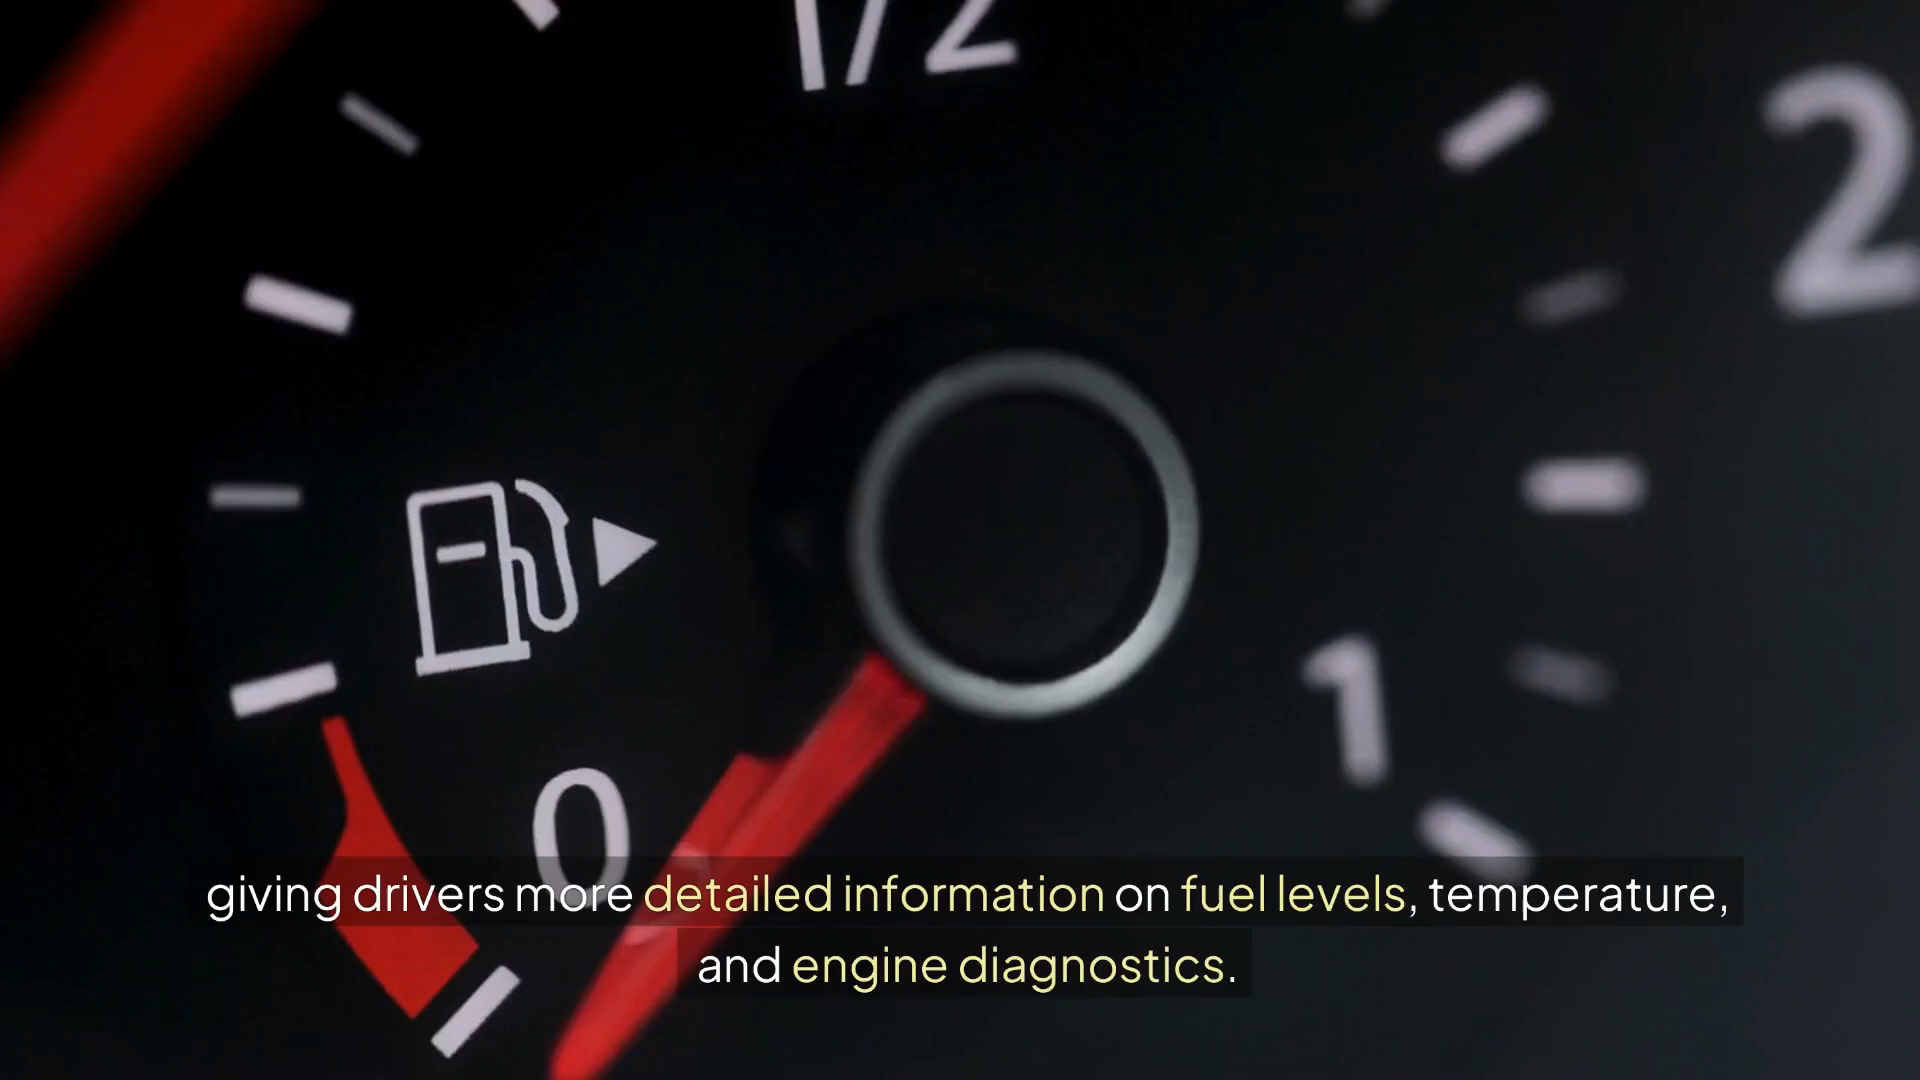 1/2
2
1
0
giving drivers more detailed information on fuel levels, temperature,
and engine diagnostics.